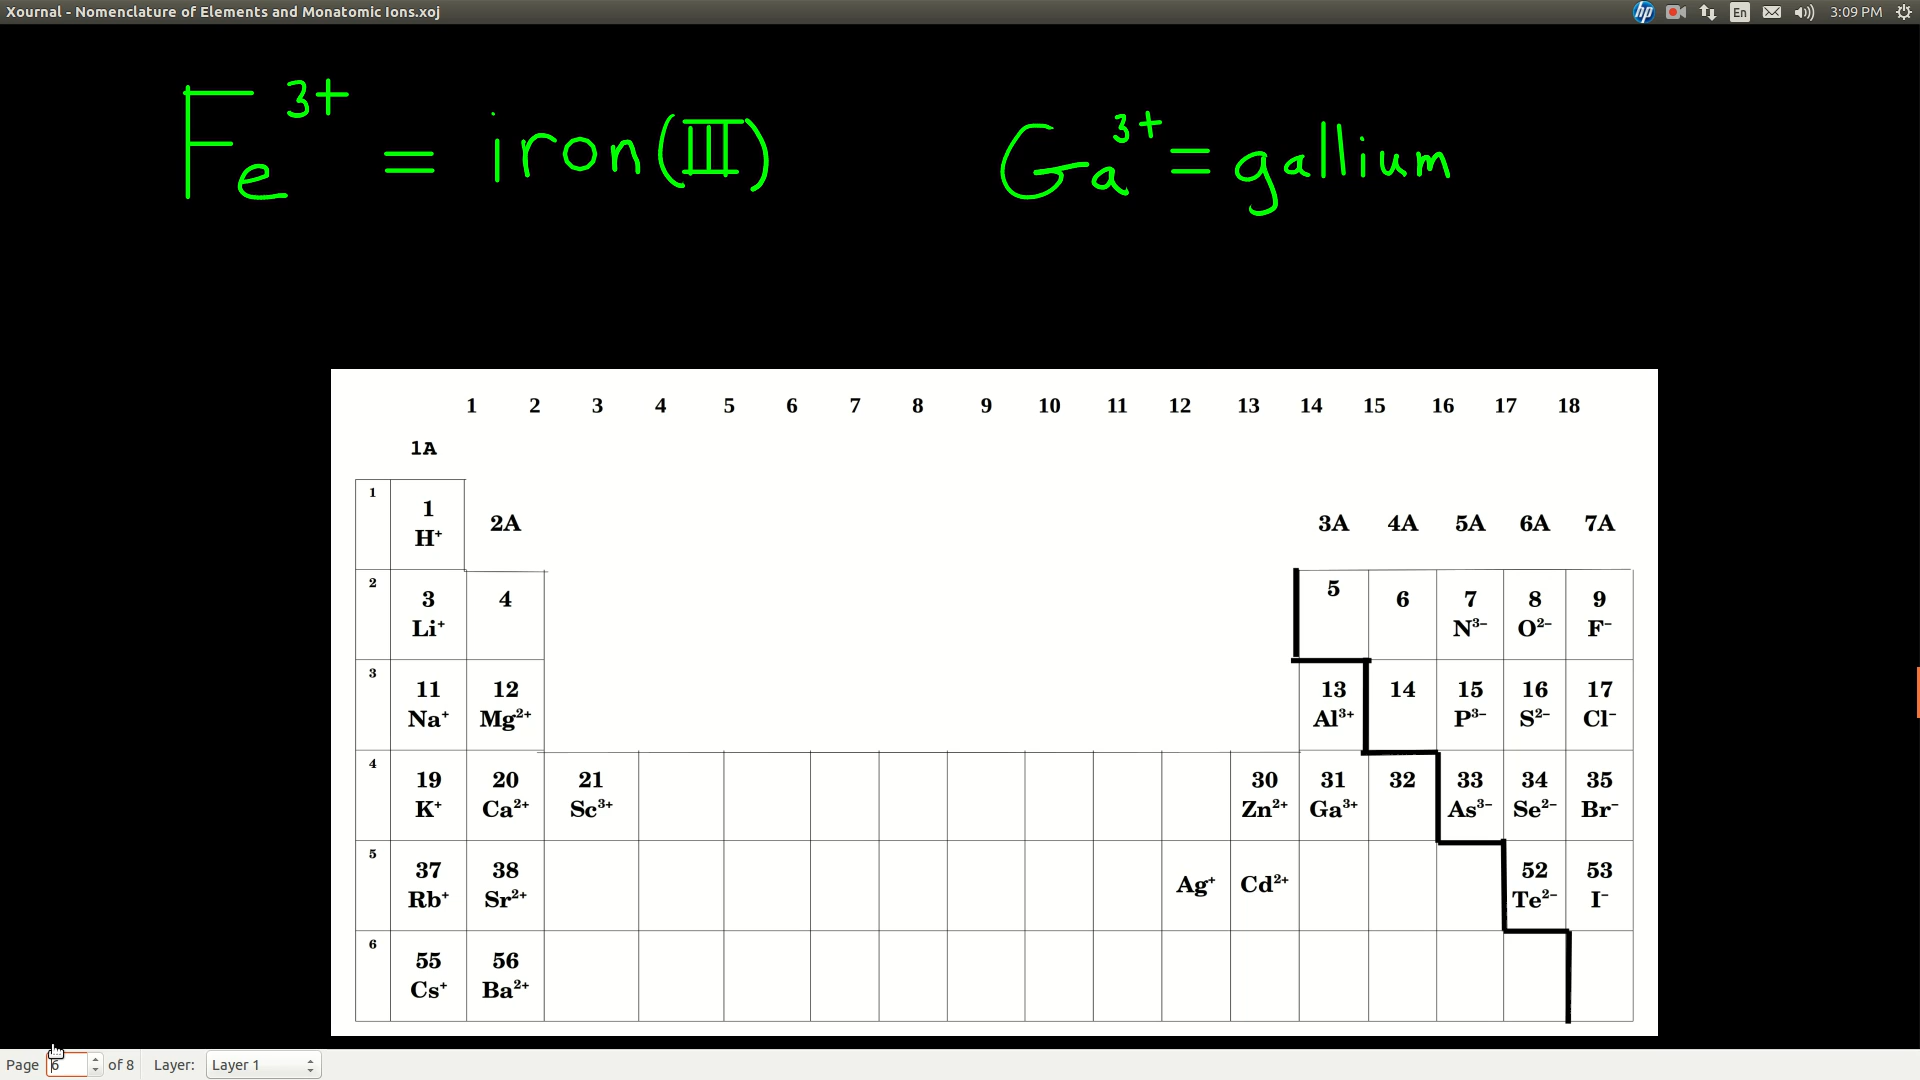 Xournal - Nomenclature of Elements and Monatomic Ions.xoj
hp En 3:09 PM
Fe³⁺ = iron(III) Ga³⁺ = gallium
1 2 3 4 5 6 7 8 9 10 11 12 13 14 15 16 17 18
1A
1
1
H⁺
2A 3A 4A 5A 6A 7A
2
3 4 5 6 7 8 9
Li⁺ N³⁻ O²⁻ F⁻
3
11 12 13 14 15 16 17
Na⁺ Mg²⁺ Al³⁺ P³⁻ S²⁻ Cl⁻
4
19 20 21 30 31 32 33 34 35
K⁺ Ca²⁺ Sc³⁺ Zn²⁺ Ga³⁺ As³⁻ Se²⁻ Br⁻
5
37 38 52 53
Rb⁺ Sr²⁺ Ag⁺ Cd²⁺ Te²⁻ I⁻
6
55 56
Cs⁺ Ba²⁺
Page 6 of 8 Layer: Layer 1